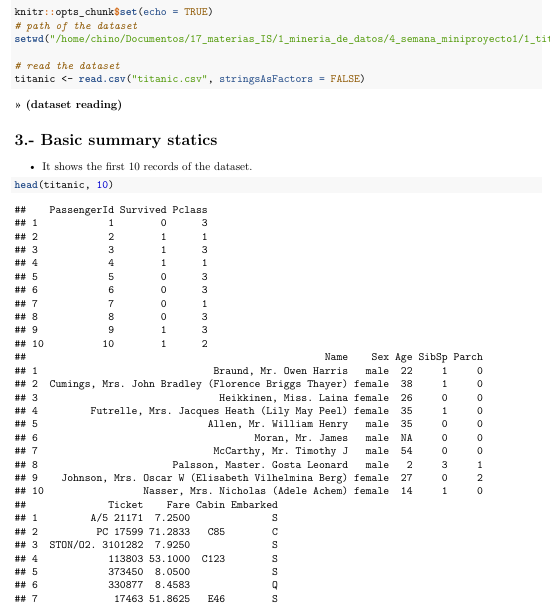 knitr::opts_chunk$set(echo = TRUE)
# path of the dataset
setwd("/home/chino/Documentos/17_materias_IS/1_mineria_de_datos/4_semana_miniproyecto1/1_tit
# read the dataset
titanic <- read.csv("titanic.csv", stringsAsFactors = FALSE)
» (dataset reading)
3.- Basic summary statics
• It shows the first 10 records of the dataset.
head(titanic, 10)
##    PassengerId Survived Pclass
## 1            1        0      3
## 2            2        1      1
## 3            3        1      3
## 4            4        1      1
## 5            5        0      3
## 6            6        0      3
## 7            7        0      1
## 8            8        0      3
## 9            9        1      3
## 10          10        1      2
##                                                   Name    Sex Age SibSp Parch
## 1                              Braund, Mr. Owen Harris   male  22     1     0
## 2  Cumings, Mrs. John Bradley (Florence Briggs Thayer) female  38     1     0
## 3                               Heikkinen, Miss. Laina female  26     0     0
## 4         Futrelle, Mrs. Jacques Heath (Lily May Peel) female  35     1     0
## 5                             Allen, Mr. William Henry   male  35     0     0
## 6                                     Moran, Mr. James   male  NA     0     0
## 7                              McCarthy, Mr. Timothy J   male  54     0     0
## 8                       Palsson, Master. Gosta Leonard   male   2     3     1
## 9    Johnson, Mrs. Oscar W (Elisabeth Vilhelmina Berg) female  27     0     2
## 10                 Nasser, Mrs. Nicholas (Adele Achem) female  14     1     0
##              Ticket    Fare Cabin Embarked
## 1         A/5 21171  7.2500              S
## 2          PC 17599 71.2833   C85        C
## 3  STON/O2. 3101282  7.9250              S
## 4            113803 53.1000  C123        S
## 5            373450  8.0500              S
## 6            330877  8.4583              Q
## 7             17463 51.8625   E46        S